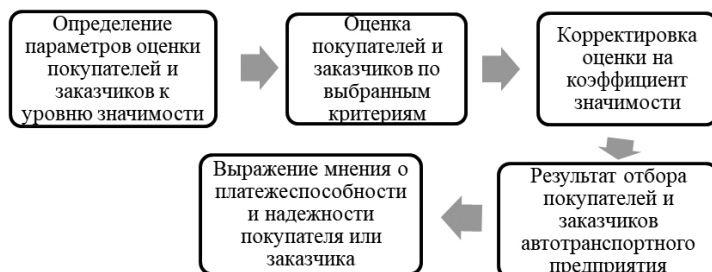 Определение
параметров оценки
покупателей и
заказчиков к
уровню значимости
Оценка
покупателей и
заказчиков по
выбранным
критериям
Корректировка
оценки на
коэффициент
значимости
Результат отбора
покупателей и
заказчиков
автотранспортного
предприятия
Выражение мнения о
платежеспособности
и надежности
покупателя или
заказчика